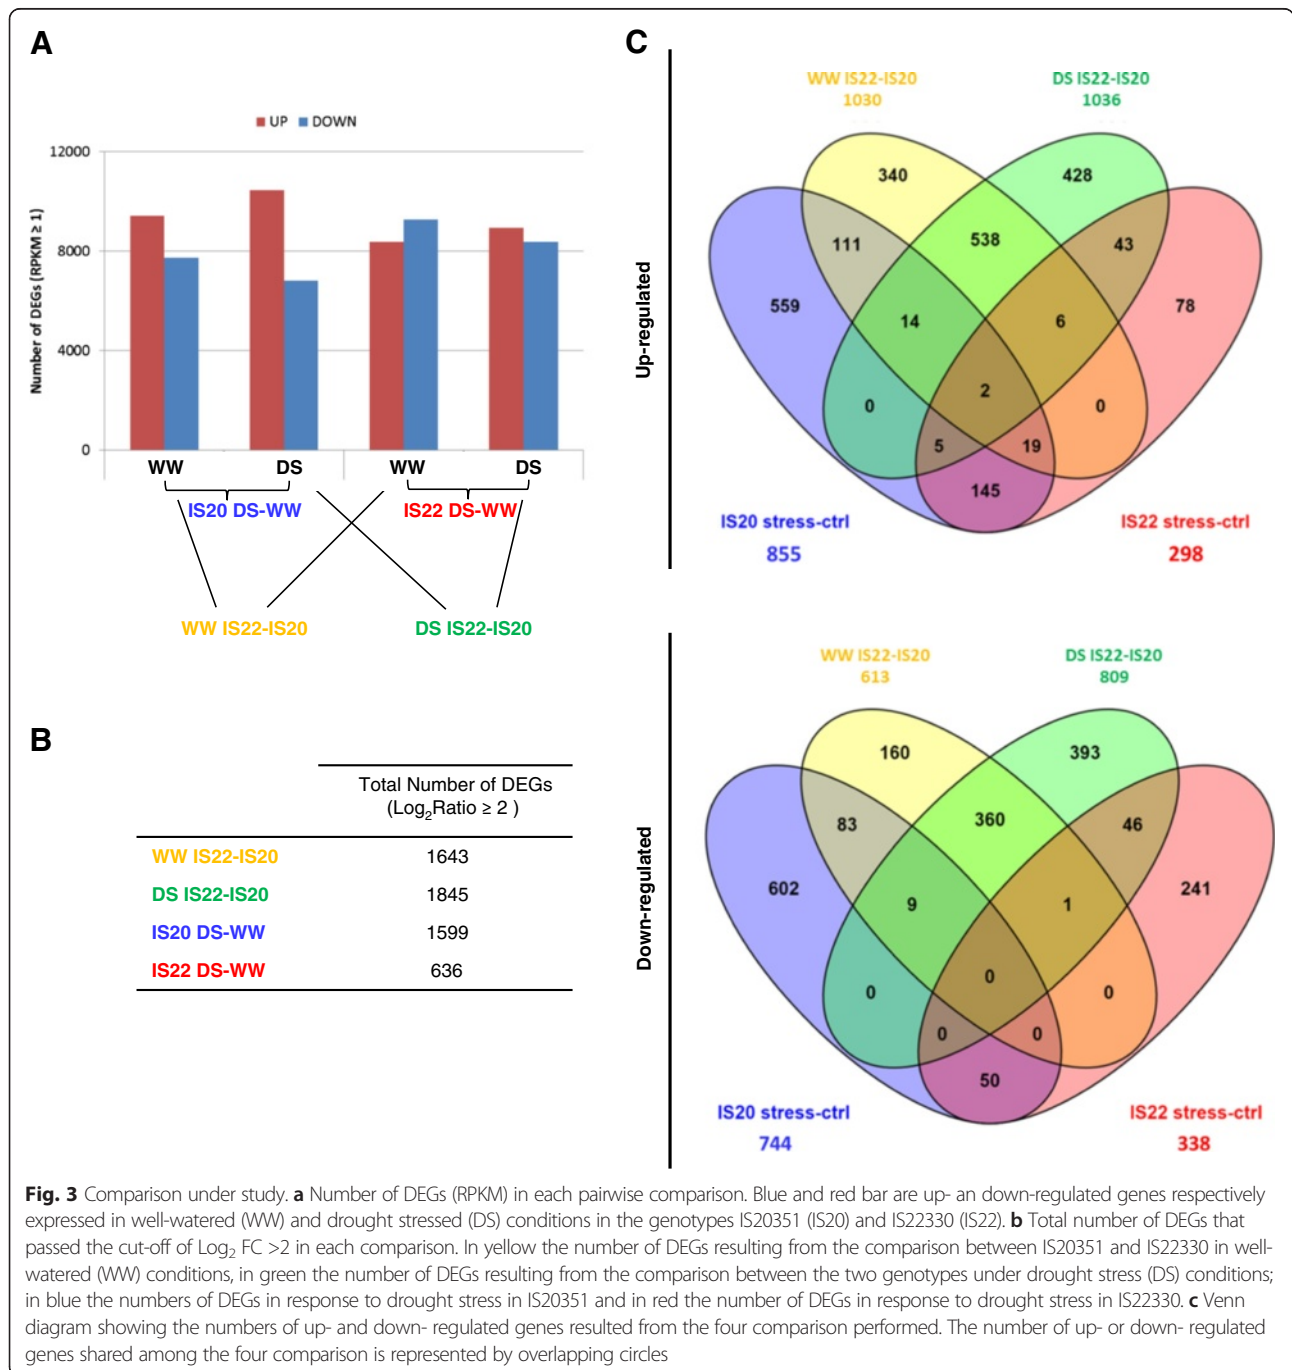 A
UP DOWN
Number of DEGs (RPKM ≥ 1)
12000
8000
4000
0
WW DS WW DS
IS20 DS-WW IS22 DS-WW
WW IS22-IS20 DS IS22-IS20
B
Total Number of DEGs
(Log2Ratio ≥ 2 )
WW IS22-IS20 1643
DS IS22-IS20 1845
IS20 DS-WW 1599
IS22 DS-WW 636
C
Up-regulated
WW IS22-IS20 DS IS22-IS20
1030 1036
340 428
111 538 43
559 14 6 78
2
0 0
5 19
145
IS20 stress-ctrl IS22 stress-ctrl
855 298
Down-regulated
WW IS22-IS20 DS IS22-IS20
613 809
160 393
83 360 46
602 9 1 241
0
0 0
0 0
50
IS20 stress-ctrl IS22 stress-ctrl
744 338
Fig. 3 Comparison under study. a Number of DEGs (RPKM) in each pairwise comparison. Blue and red bar are up- an down-regulated genes respectively
expressed in well-watered (WW) and drought stressed (DS) conditions in the genotypes IS20351 (IS20) and IS22330 (IS22). b Total number of DEGs that
passed the cut-off of Log2 FC >2 in each comparison. In yellow the number of DEGs resulting from the comparison between IS20351 and IS22330 in well-
watered (WW) conditions, in green the number of DEGs resulting from the comparison between the two genotypes under drought stress (DS) conditions;
in blue the numbers of DEGs in response to drought stress in IS20351 and in red the number of DEGs in response to drought stress in IS22330. c Venn
diagram showing the numbers of up- and down- regulated genes resulted from the four comparison performed. The number of up- or down- regulated
genes shared among the four comparison is represented by overlapping circles